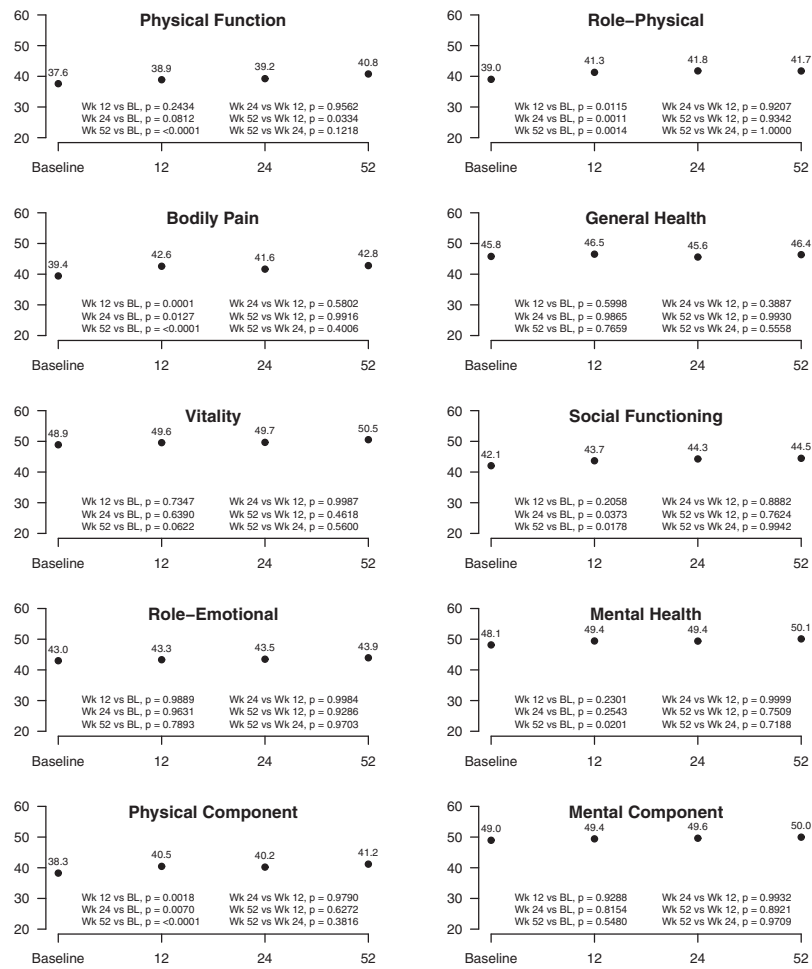 Physical Function
60
50
40
30
20
37.6
38.9
39.2
40.8
Wk 12 vs BL, p = 0.2434 Wk 24 vs Wk 12, p = 0.9562
Wk 24 vs BL, p = 0.0812 Wk 52 vs Wk 12, p = 0.0334
Wk 52 vs BL, p = <0.0001 Wk 52 vs Wk 24, p = 0.1218
Baseline 12 24 52
Role−Physical
60
50
40
30
20
39.0
41.3
41.8
41.7
Wk 12 vs BL, p = 0.0115 Wk 24 vs Wk 12, p = 0.9207
Wk 24 vs BL, p = 0.0011 Wk 52 vs Wk 12, p = 0.9342
Wk 52 vs BL, p = 0.0014 Wk 52 vs Wk 24, p = 1.0000
Baseline 12 24 52
Bodily Pain
60
50
40
30
20
39.4
42.6
41.6
42.8
Wk 12 vs BL, p = 0.0001 Wk 24 vs Wk 12, p = 0.5802
Wk 24 vs BL, p = 0.0127 Wk 52 vs Wk 12, p = 0.9916
Wk 52 vs BL, p = <0.0001 Wk 52 vs Wk 24, p = 0.4006
Baseline 12 24 52
General Health
60
50
40
30
20
45.8
46.5
45.6
46.4
Wk 12 vs BL, p = 0.5998 Wk 24 vs Wk 12, p = 0.3887
Wk 24 vs BL, p = 0.9865 Wk 52 vs Wk 12, p = 0.9930
Wk 52 vs BL, p = 0.7659 Wk 52 vs Wk 24, p = 0.5558
Baseline 12 24 52
Vitality
60
50
40
30
20
48.9
49.6
49.7
50.5
Wk 12 vs BL, p = 0.7347 Wk 24 vs Wk 12, p = 0.9987
Wk 24 vs BL, p = 0.6390 Wk 52 vs Wk 12, p = 0.4618
Wk 52 vs BL, p = 0.0622 Wk 52 vs Wk 24, p = 0.5600
Baseline 12 24 52
Social Functioning
60
50
40
30
20
42.1
43.7
44.3
44.5
Wk 12 vs BL, p = 0.2058 Wk 24 vs Wk 12, p = 0.8882
Wk 24 vs BL, p = 0.0373 Wk 52 vs Wk 12, p = 0.7624
Wk 52 vs BL, p = 0.0178 Wk 52 vs Wk 24, p = 0.9942
Baseline 12 24 52
Role−Emotional
60
50
40
30
20
43.0
43.3
43.5
43.9
Wk 12 vs BL, p = 0.9889 Wk 24 vs Wk 12, p = 0.9984
Wk 24 vs BL, p = 0.9631 Wk 52 vs Wk 12, p = 0.9286
Wk 52 vs BL, p = 0.7893 Wk 52 vs Wk 24, p = 0.9703
Baseline 12 24 52
Mental Health
60
50
40
30
20
48.1
49.4
49.4
50.1
Wk 12 vs BL, p = 0.2301 Wk 24 vs Wk 12, p = 0.9999
Wk 24 vs BL, p = 0.2543 Wk 52 vs Wk 12, p = 0.7509
Wk 52 vs BL, p = 0.0201 Wk 52 vs Wk 24, p = 0.7188
Baseline 12 24 52
Physical Component
60
50
40
30
20
38.3
40.5
40.2
41.2
Wk 12 vs BL, p = 0.0018 Wk 24 vs Wk 12, p = 0.9790
Wk 24 vs BL, p = 0.0070 Wk 52 vs Wk 12, p = 0.6272
Wk 52 vs BL, p = <0.0001 Wk 52 vs Wk 24, p = 0.3816
Baseline 12 24 52
Mental Component
60
50
40
30
20
49.0
49.4
49.6
50.0
Wk 12 vs BL, p = 0.9288 Wk 24 vs Wk 12, p = 0.9932
Wk 24 vs BL, p = 0.8154 Wk 52 vs Wk 12, p = 0.8921
Wk 52 vs BL, p = 0.5480 Wk 52 vs Wk 24, p = 0.9709
Baseline 12 24 52